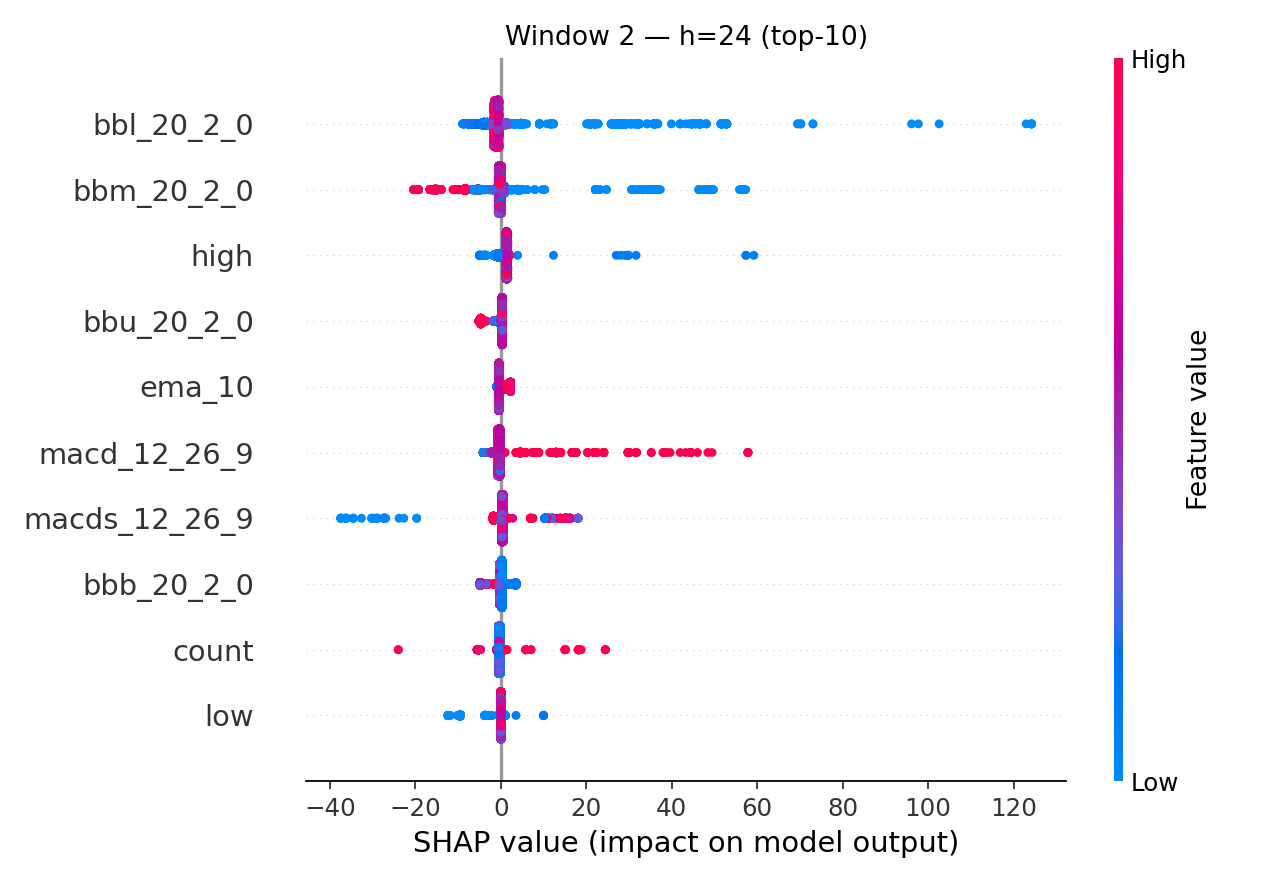 Window 2 — h=24 (top-10)
High
bbl_20_2_0
bbm_20_2_0
high
bbu_20_2_0
ema_10
macd_12_26_9
macds_12_26_9
bbb_20_2_0
count
low
Feature value
Low
−40 −20 0 20 40 60 80 100 120
SHAP value (impact on model output)